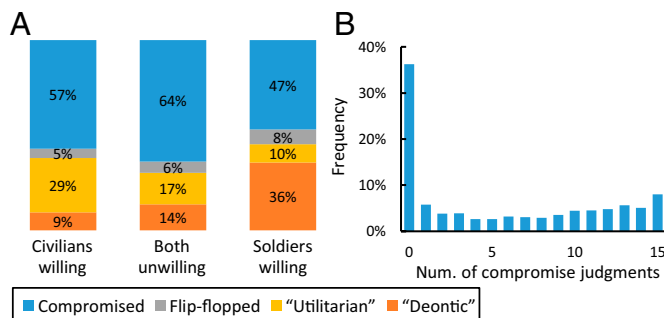 A
57%
5%
29%
9%
64%
6%
17%
14%
47%
8%
10%
36%
Civilians
willing
Both
unwilling
Soldiers
willing
B
40%
30%
20%
10%
0%
Frequency
0
5
10
15
Num. of compromise judgments
Compromised
Flip-flopped
“Utilitarian”
“Deontic”